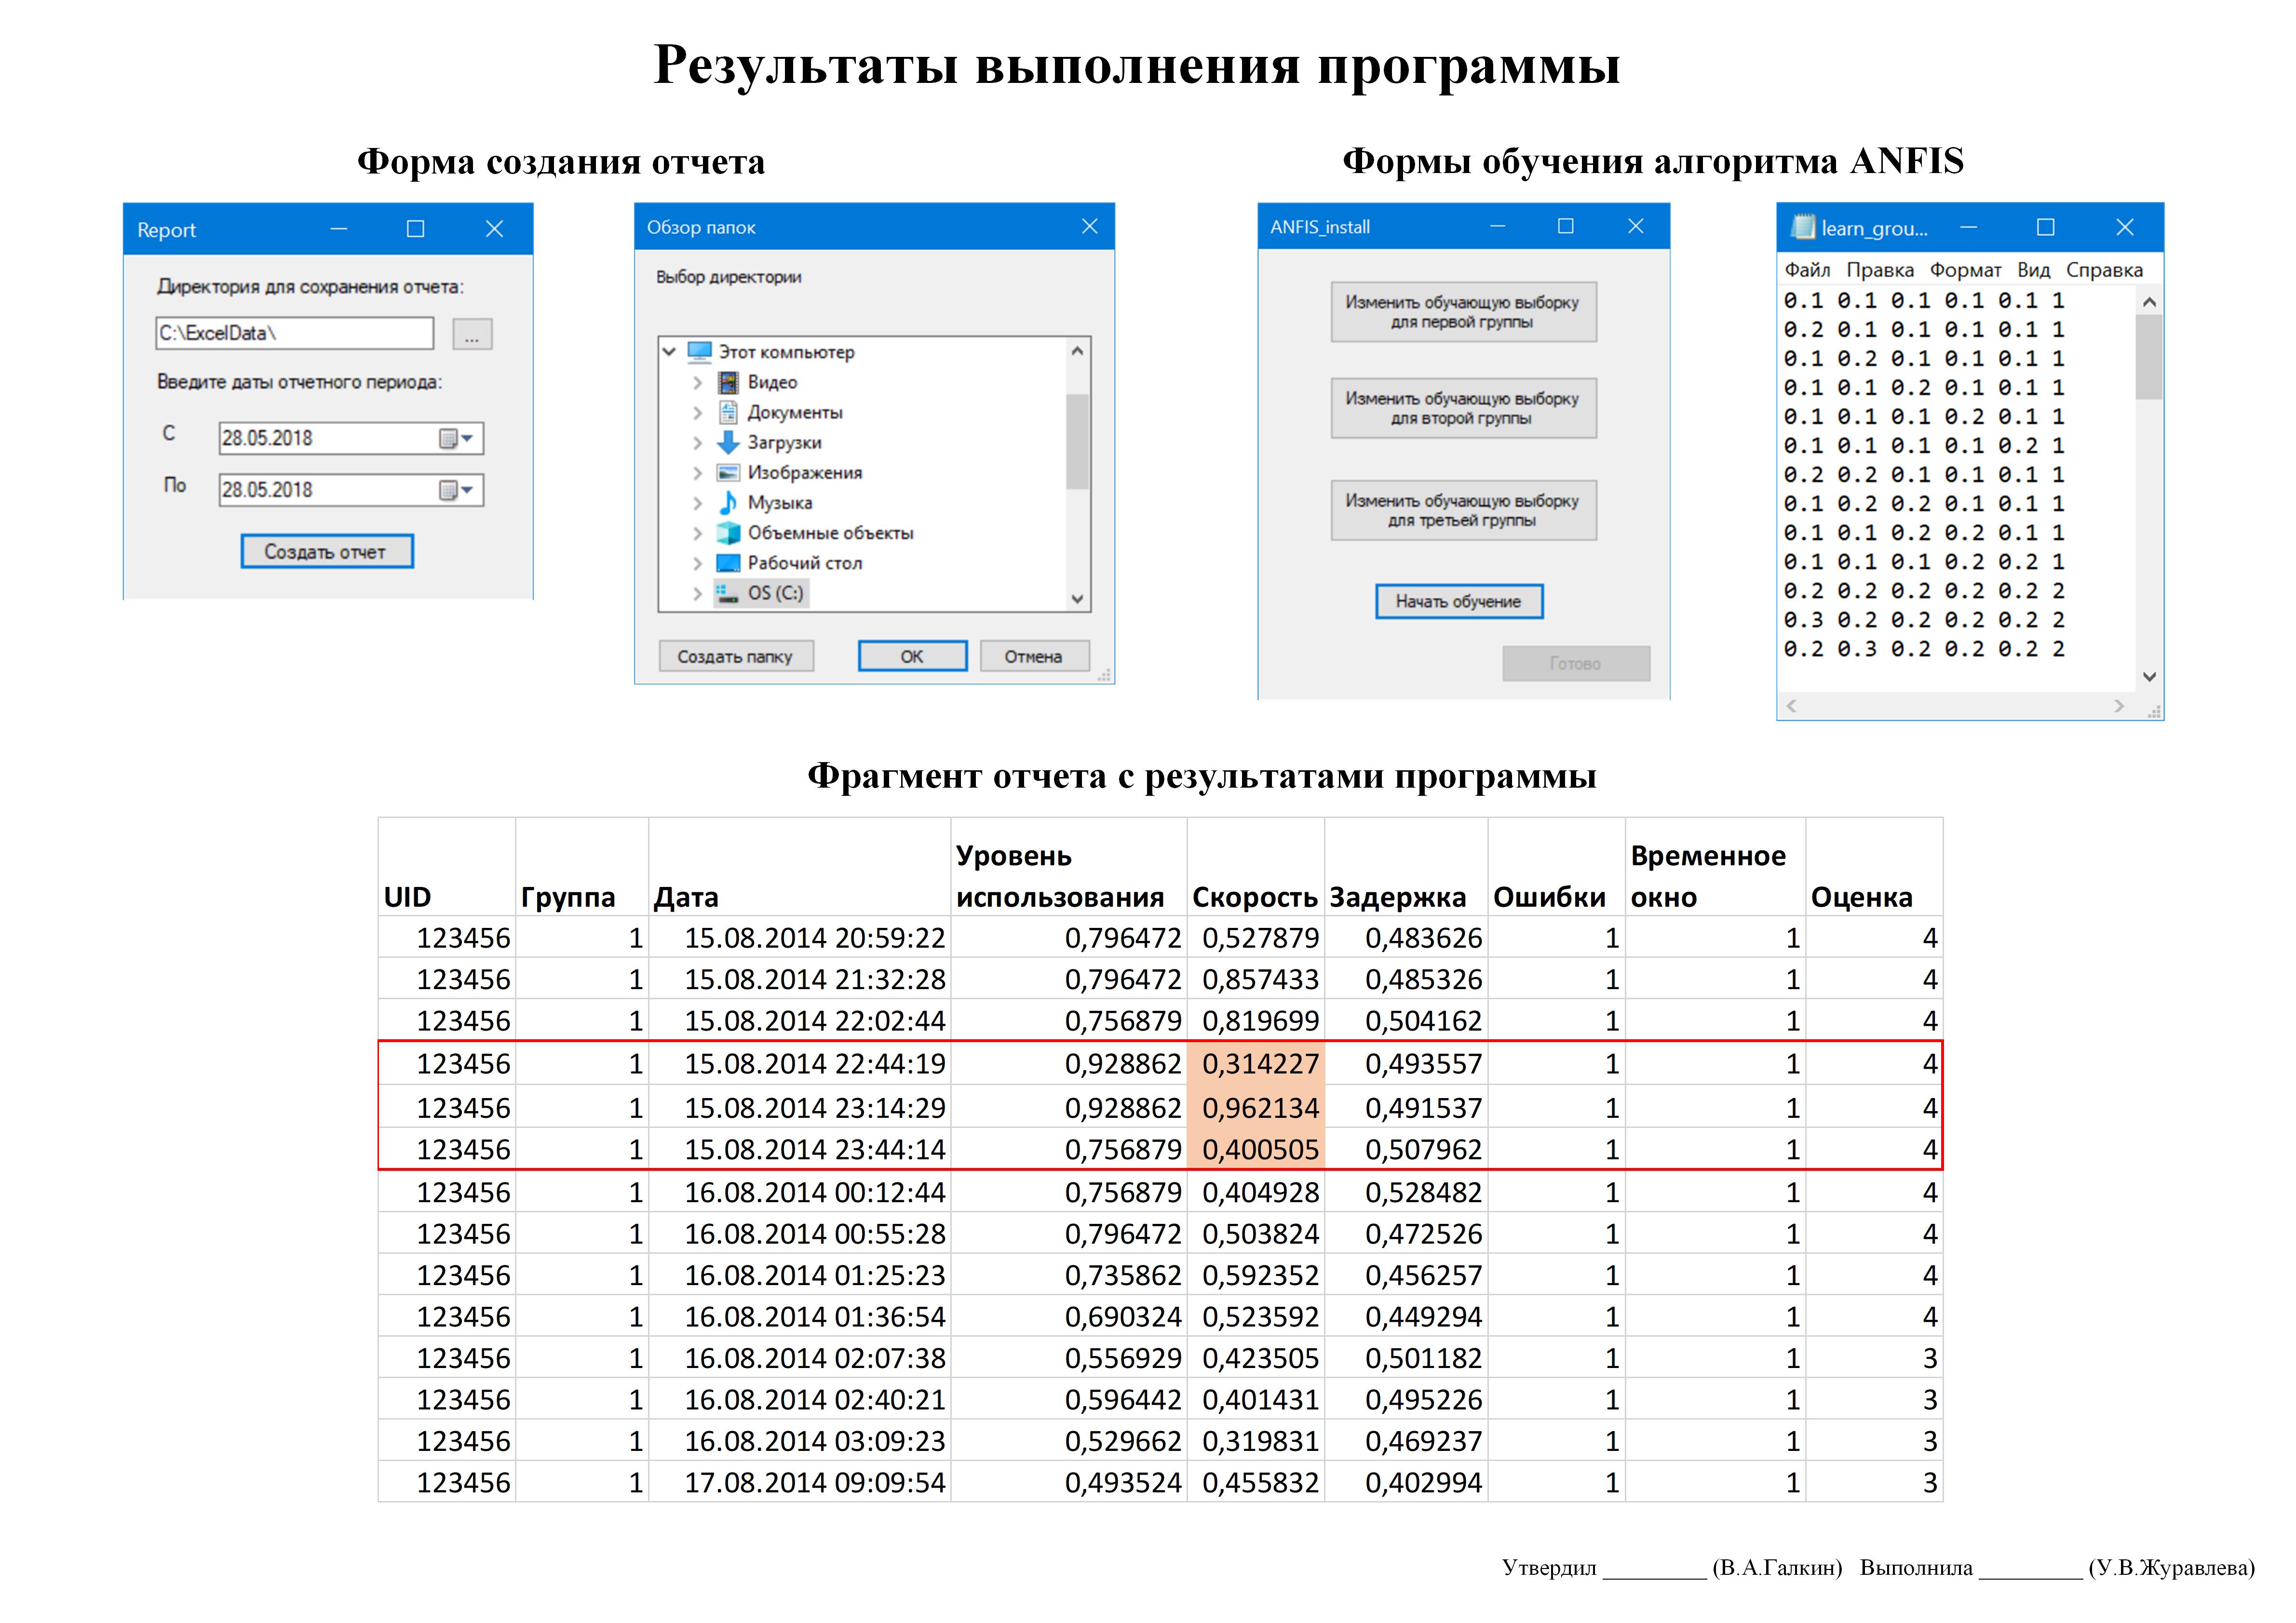 Результаты выполнения программы
Форма создания отчета
Report
Директория для сохранения отчета:
C:\ExcelData\
...
Введите даты отчетного периода:
С 28.05.2018
По 28.05.2018
Создать отчет
Обзор папок
Выбор директории
Этот компьютер
Видео
Документы
Загрузки
Изображения
Музыка
Объемные объекты
Рабочий стол
OS (C:)
Создать папку ОК Отмена
Формы обучения алгоритма ANFIS
ANFIS_install
Изменить обучающую выборку
для первой группы
Изменить обучающую выборку
для второй группы
Изменить обучающую выборку
для третьей группы
Начать обучение
Готово
learn_grou...
Файл Правка Формат Вид Справка
0.1 0.1 0.1 0.1 0.1 1
0.2 0.1 0.1 0.1 0.1 1
0.1 0.2 0.1 0.1 0.1 1
0.1 0.1 0.2 0.1 0.1 1
0.1 0.1 0.1 0.2 0.1 1
0.1 0.1 0.1 0.1 0.2 1
0.2 0.2 0.1 0.1 0.1 1
0.1 0.2 0.2 0.1 0.1 1
0.1 0.1 0.2 0.2 0.1 1
0.1 0.1 0.1 0.2 0.2 1
0.2 0.2 0.2 0.2 0.2 2
0.3 0.2 0.2 0.2 0.2 2
0.2 0.3 0.2 0.2 0.2 2
Фрагмент отчета с результатами программы
UID Группа Дата Уровень использования Скорость Задержка Ошибки Временное окно Оценка
123456 1 15.08.2014 20:59:22 0,796472 0,527879 0,483626 1 1 4
123456 1 15.08.2014 21:32:28 0,796472 0,857433 0,485326 1 1 4
123456 1 15.08.2014 22:02:44 0,756879 0,819699 0,504162 1 1 4
123456 1 15.08.2014 22:44:19 0,928862 0,314227 0,493557 1 1 4
123456 1 15.08.2014 23:14:29 0,928862 0,962134 0,491537 1 1 4
123456 1 15.08.2014 23:44:14 0,756879 0,400505 0,507962 1 1 4
123456 1 16.08.2014 00:12:44 0,756879 0,404928 0,528482 1 1 4
123456 1 16.08.2014 00:55:28 0,796472 0,503824 0,472526 1 1 4
123456 1 16.08.2014 01:25:23 0,735862 0,592352 0,456257 1 1 4
123456 1 16.08.2014 01:36:54 0,690324 0,523592 0,449294 1 1 4
123456 1 16.08.2014 02:07:38 0,556929 0,423505 0,501182 1 1 3
123456 1 16.08.2014 02:40:21 0,596442 0,401431 0,495226 1 1 3
123456 1 16.08.2014 03:09:23 0,529662 0,319831 0,469237 1 1 3
123456 1 17.08.2014 09:09:54 0,493524 0,455832 0,402994 1 1 3
Утвердил _________ (В.А.Галкин) Выполнила _________ (У.В.Журавлева)